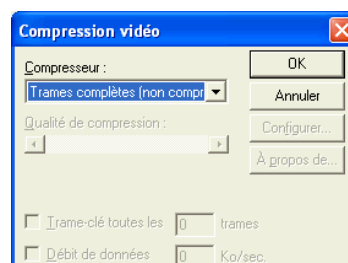 Compression vidéo
Compresseur :
OK
Trames complètes (non compr
Annuler
Qualité de compression :
Configurer...
À propos de...
Trame-clé toutes les 0 trames
Débit de données 0 Ko/sec.